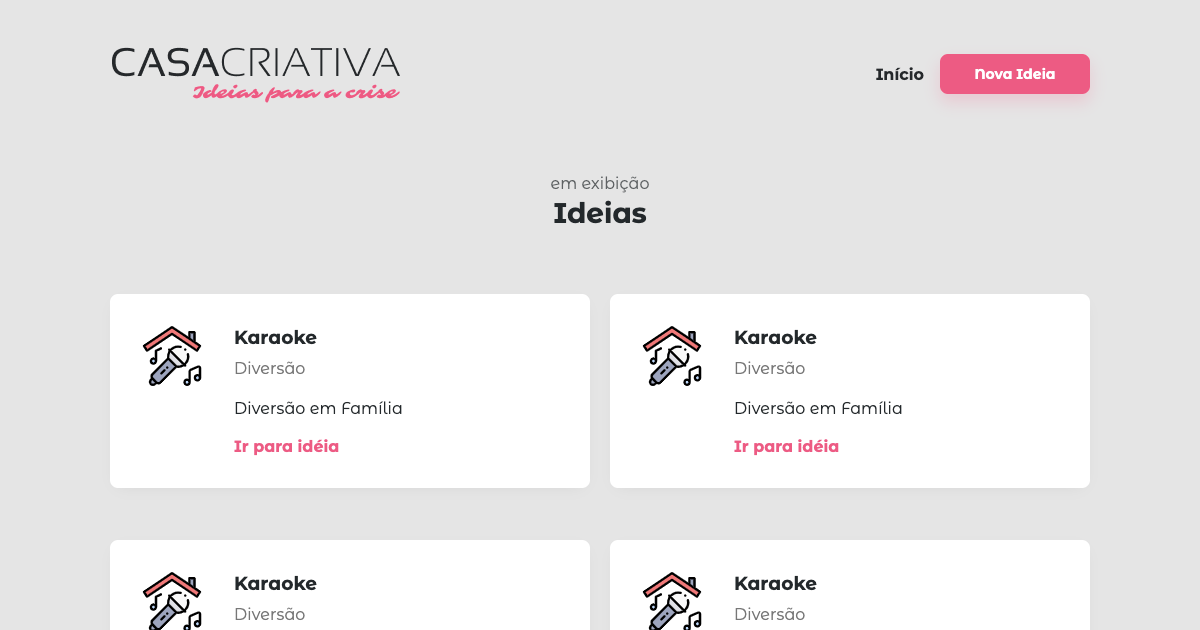 CASACRIATIVA
Ideias para a crise
Início
Nova Ideia
em exibição
Ideias
Karaoke
Diversão
Diversão em Família
Ir para idéia
Karaoke
Diversão
Diversão em Família
Ir para idéia
Karaoke
Diversão
Karaoke
Diversão